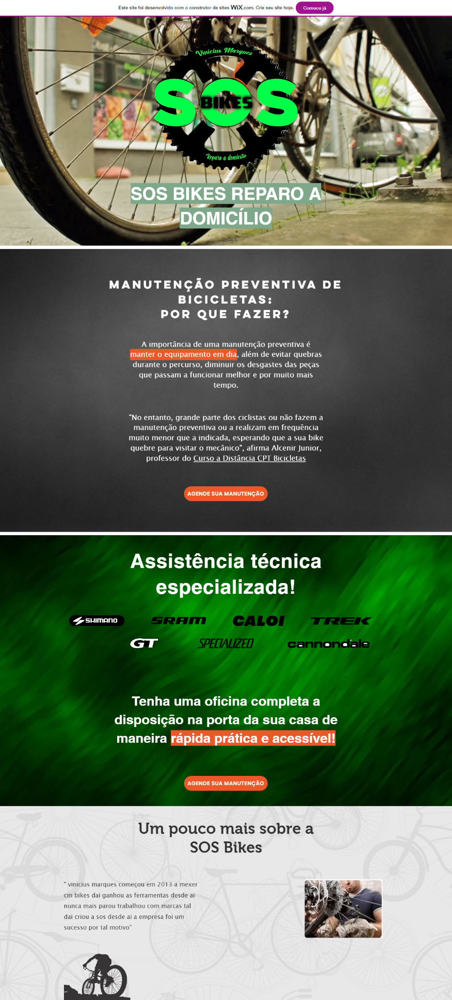 Este site foi desenvolvido com o construtor de sites WiX.com. Crie seu site hoje. Comece já
Vinicius Marques
SOS
BIKES
Reparo a domicilio
SOS BIKES REPARO A
DOMICÍLIO
MANUTENÇÃO PREVENTIVA DE
BICICLETAS:
POR QUE FAZER?
A importância de uma manutenção preventiva é
manter o equipamento em dia, além de evitar quebras
durante o percurso, diminuir os desgastes das peças
que passam a funcionar melhor e por muito mais
tempo.
"No entanto, grande parte dos ciclistas ou não fazem a
manutenção preventiva ou a realizam em frequência
muito menor que a indicada, esperando que a sua bike
quebre para visitar o mecânico", afirma Alcenir Junior,
professor do Curso a Distância CPT Bicicletas
AGENDE SUA MANUTENÇÃO
Assistência técnica
especializada!
SHIMANO SRAM CALOI TREK
GT SPECIALIZED cannondale
Tenha uma oficina completa a
disposição na porta da sua casa de
maneira rápida prática e acessível!
AGENDE SUA MANUTENÇÃO
Um pouco mais sobre a
SOS Bikes
" vinicius marques começou em 2013 a mexer
cm bikes dai ganhou as ferramentas desde ai
nunca mais parou trabalhou com marcas tal
dai criou a sos desde ai a empresa foi um
sucesso por tal motivo"